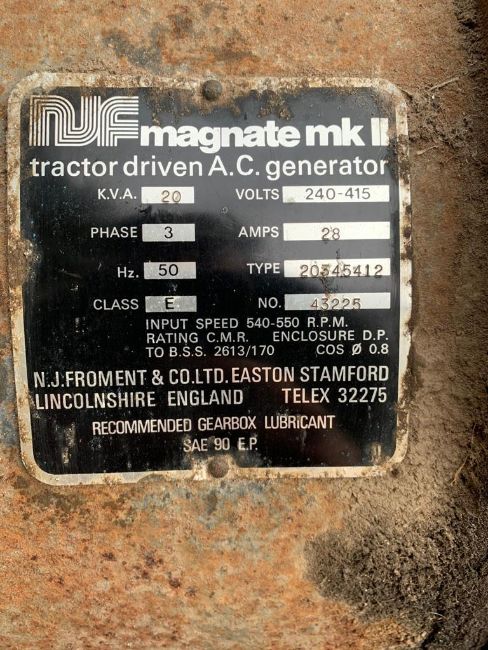 NJF magnate mk II
tractor driven A.C. generator
K.V.A. 20 VOLTS 240-415
PHASE 3 AMPS 28
Hz. 50 TYPE 20345412
CLASS E NO. 43225
INPUT SPEED 540-550 R.P.M.
RATING C.M.R. ENCLOSURE D.P.
TO B.S.S. 2613/170 COS Ø 0.8
N.J.FROMENT & CO.LTD. EASTON STAMFORD
LINCOLNSHIRE ENGLAND TELEX 32275
RECOMMENDED GEARBOX LUBRICANT
SAE 90 E.P.